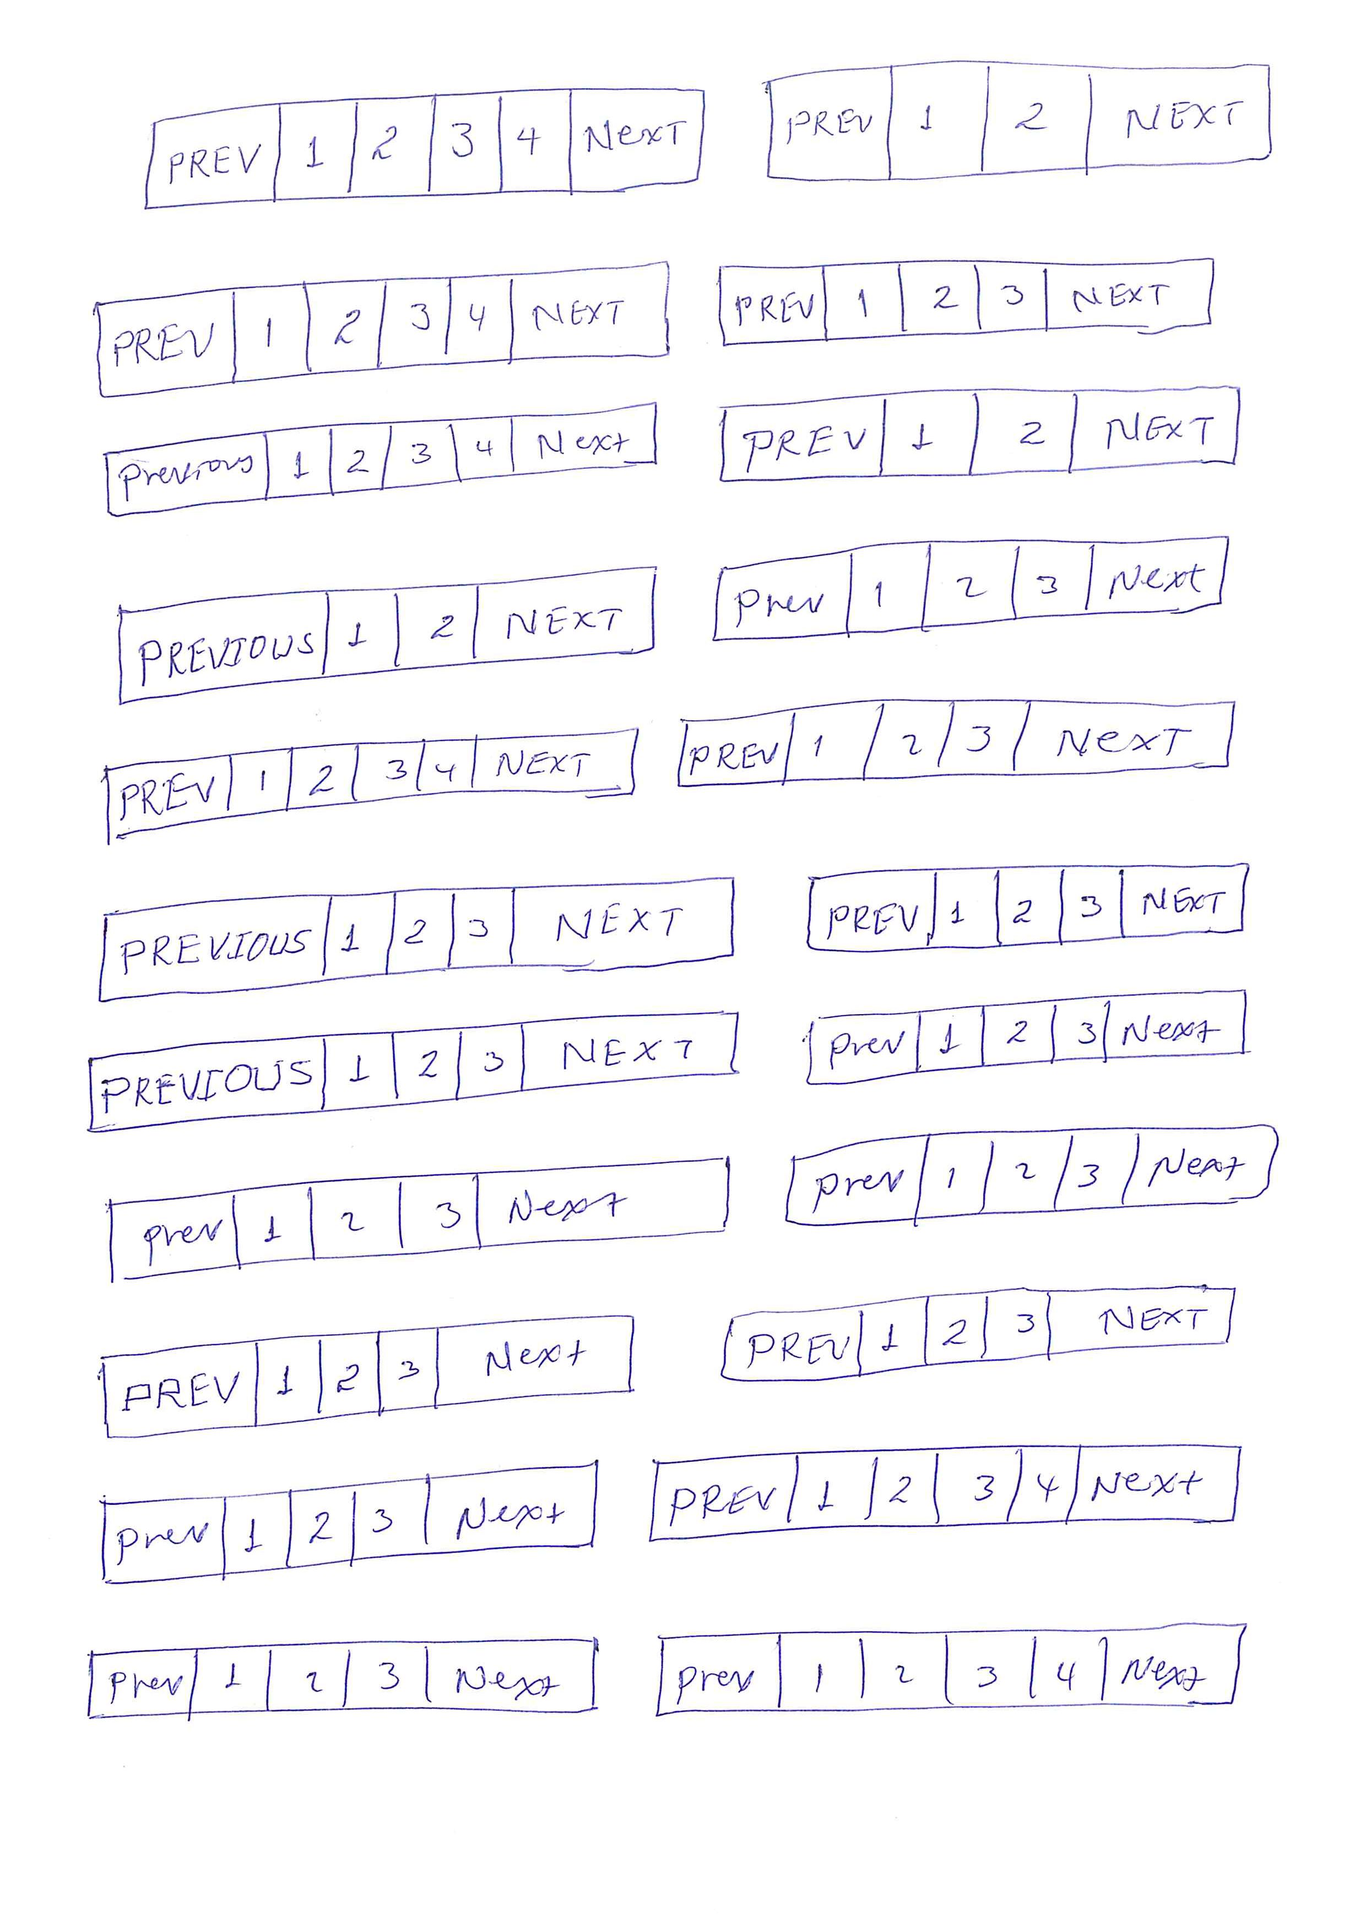 PREV 1 2 3 4 NexT PREV 1 2 NEXT
PREV 1 2 3 4 NEXT PREV 1 2 3 NEXT
Previous 1 2 3 4 Next PREV 1 2 NEXT
PREVIOUS 1 2 NEXT Prev 1 2 3 Next
PREV 1 2 3 4 NEXT PREV 1 2 3 NexT
PREVIOUS 1 2 3 NEXT PREV 1 2 3 NEXT
PREVIOUS 1 2 3 NEXT Prev 1 2 3 Next
prev 1 2 3 Next prev 1 2 3 Next
PREV 1 2 3 Next PREV 1 2 3 NEXT
prev 1 2 3 Next PREV 1 2 3 4 Next
Prev 1 2 3 Next prev 1 2 3 4 Next